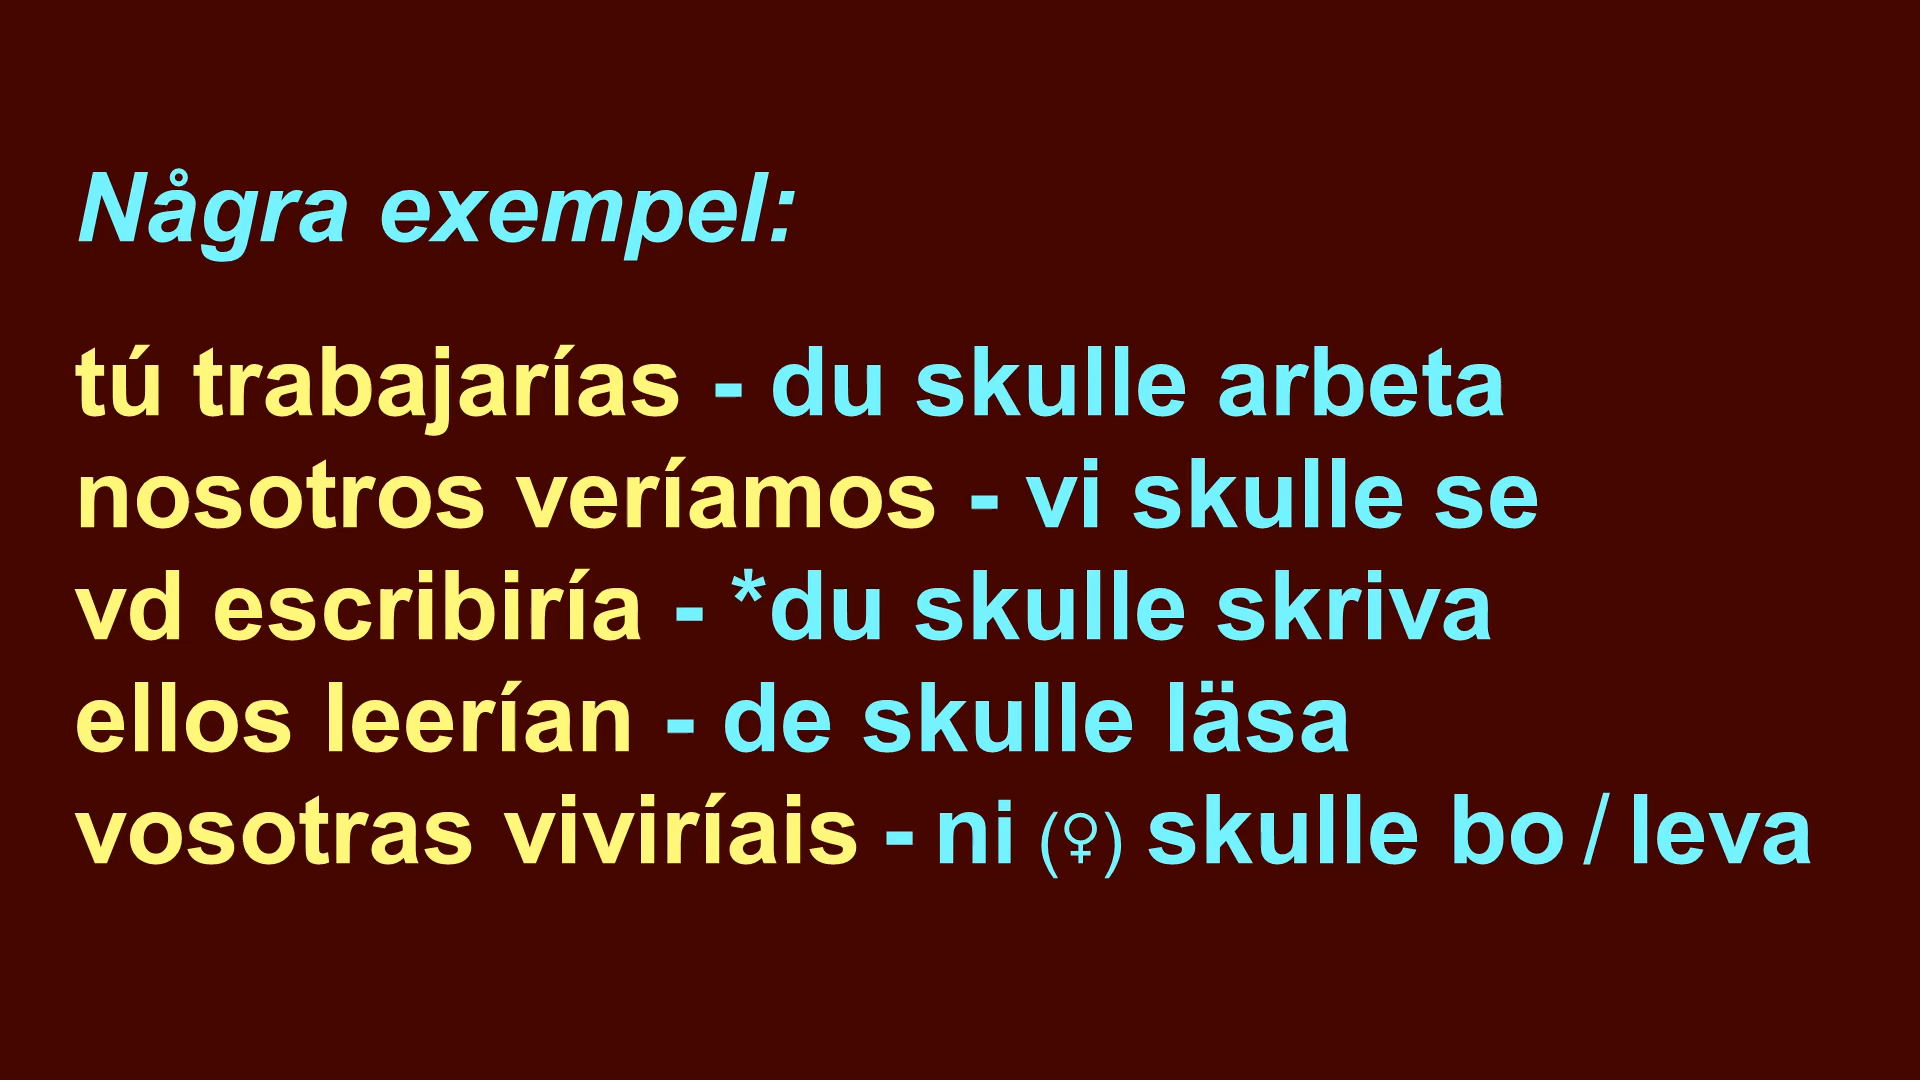 Några exempel:
tú trabajarías - du skulle arbeta
nosotros veríamos - vi skulle se
vd escribiría - *du skulle skriva
ellos leerían - de skulle läsa
vosotras viviríais - ni (♀) skulle bo / leva